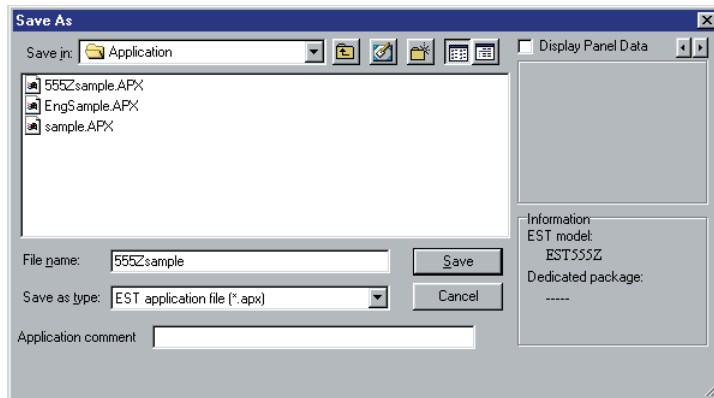 Save As
Save in: Application
Display Panel Data
555Zsample.APX
EngSample.APX
sample.APX
Information
EST model:
EST555Z
Dedicated package:
-----
File name: 555Zsample
Save
Save as type: EST application file (*.apx)
Cancel
Application comment